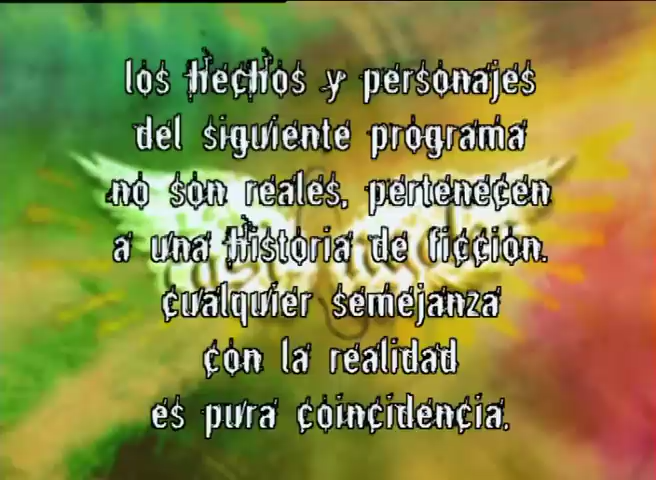 los hechos y personajes
del siguiente programa
no son reales, pertenecen
a una historia de ficción.
cualquier semejanza
con la realidad
es pura coincidencia.